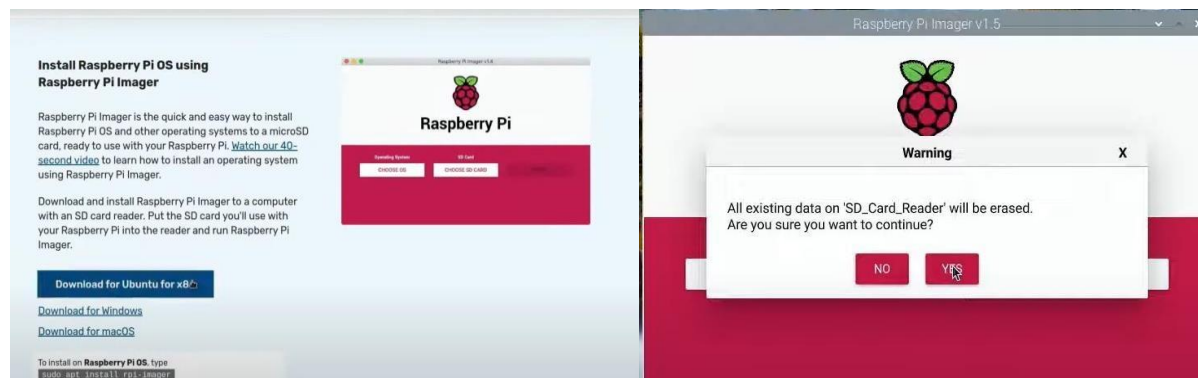 Install Raspberry Pi OS using
Raspberry Pi Imager
Raspberry Pi Imager is the quick and easy way to install
Raspberry Pi OS and other operating systems to a microSD
card, ready to use with your Raspberry Pi. Watch our 40-
second video to learn how to install an operating system
using Raspberry Pi Imager.
Download and install Raspberry Pi Imager to a computer
with an SD card reader. Put the SD card you'll use with
your Raspberry Pi into the reader and run Raspberry Pi
Imager.
Download for Ubuntu for x8
Download for Windows
Download for macOS
To install on Raspberry Pi OS, type
sudo apt install rpi-imager
Raspberry Pi
Operating System
SD Card
CHOOSE OS
CHOOSE SD CARD
Raspberry Pi Imager v1.5
Warning
X
All existing data on 'SD_Card_Reader' will be erased.
Are you sure you want to continue?
NO
YES